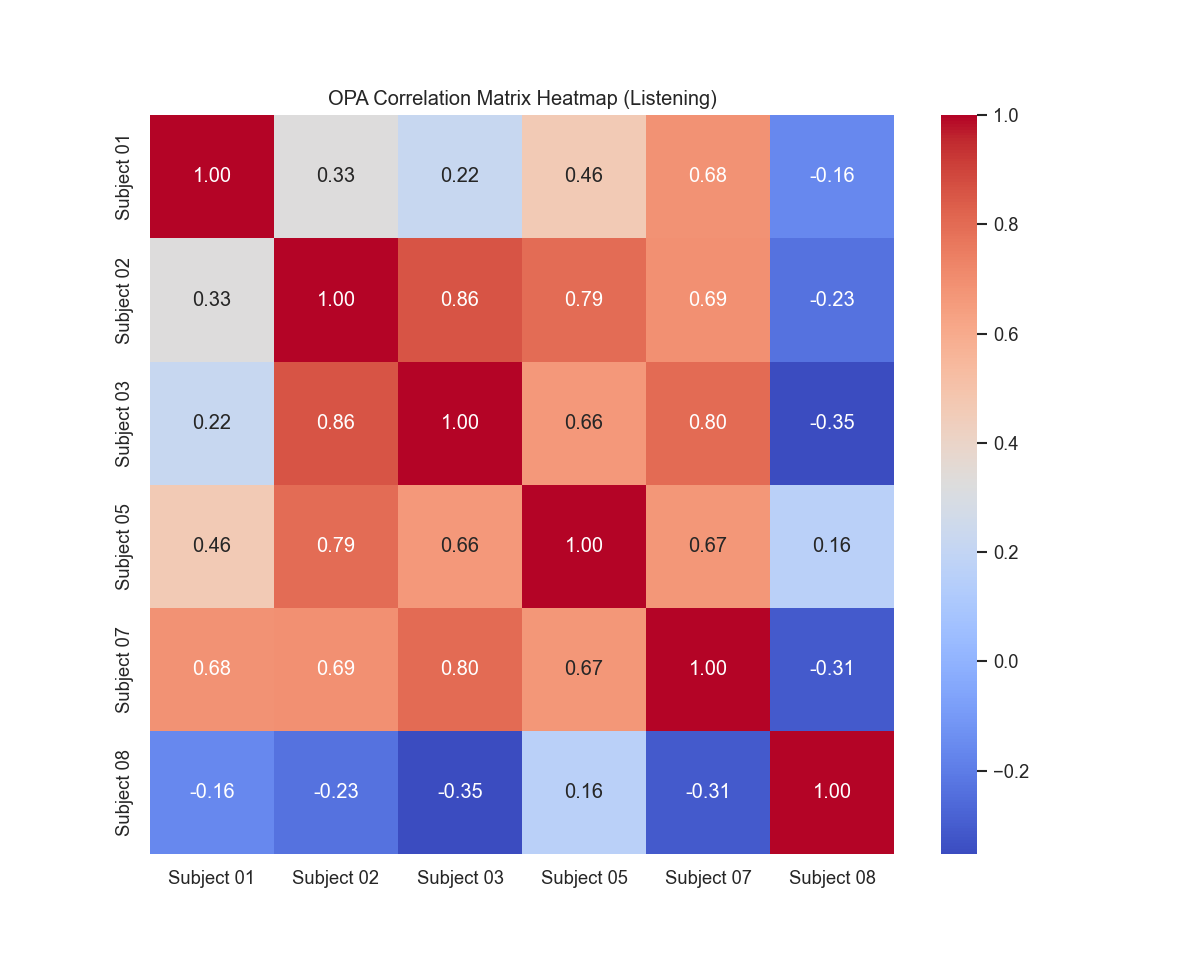 OPA Correlation Matrix Heatmap (Listening)
Subject 01 1.00 0.33 0.22 0.46 0.68 -0.16
Subject 02 0.33 1.00 0.86 0.79 0.69 -0.23
Subject 03 0.22 0.86 1.00 0.66 0.80 -0.35
Subject 05 0.46 0.79 0.66 1.00 0.67 0.16
Subject 07 0.68 0.69 0.80 0.67 1.00 -0.31
Subject 08 -0.16 -0.23 -0.35 0.16 -0.31 1.00
Subject 01 Subject 02 Subject 03 Subject 05 Subject 07 Subject 08
1.0
0.8
0.6
0.4
0.2
0.0
−0.2